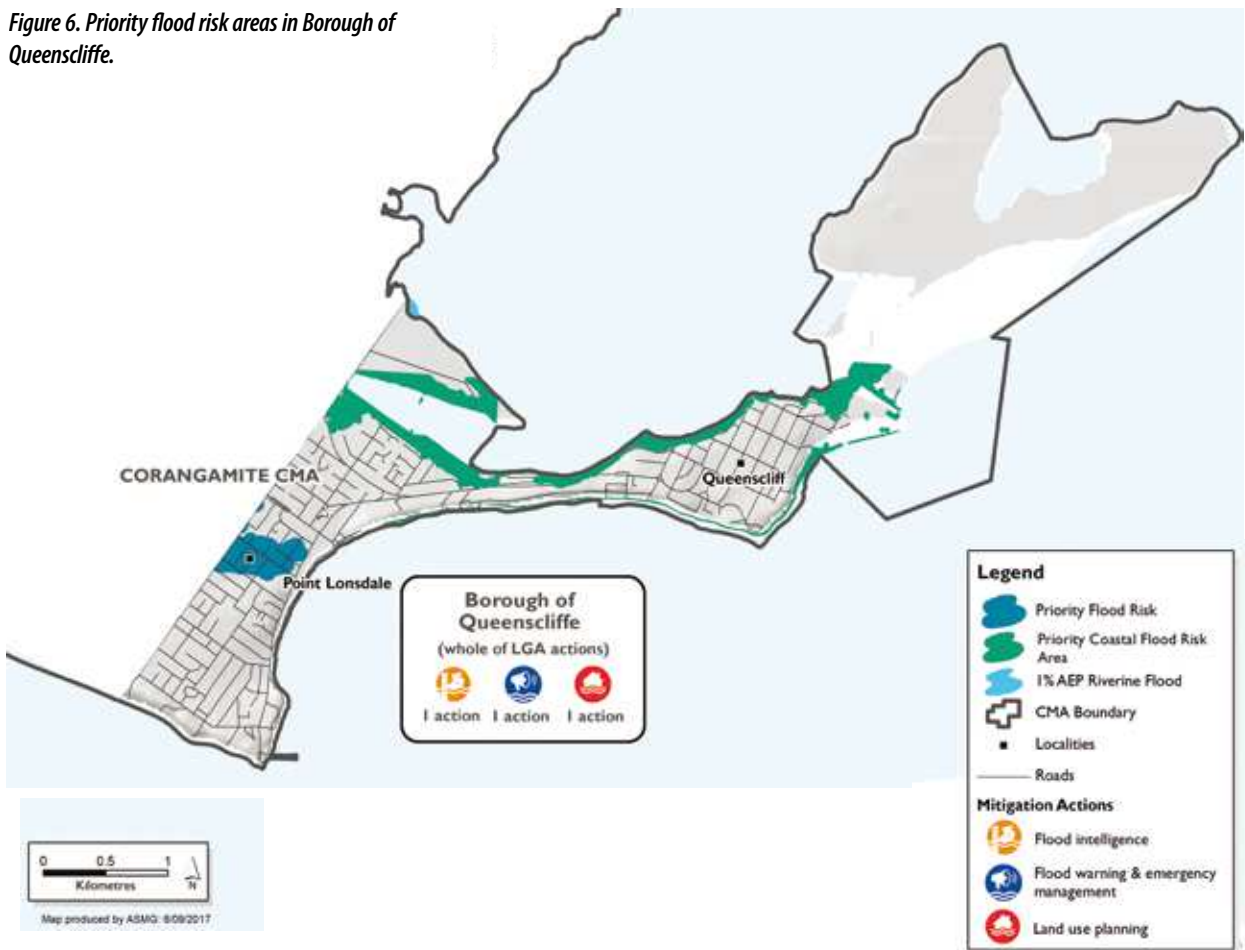 Figure 6. Priority flood risk areas in Borough of
Queenscliffe.
CORANGAMITE CMA
Queenscliff
Point Lonsdale
Borough of
Queenscliffe
(whole of LGA actions)
1 action 1 action 1 action
Legend
Priority Flood Risk
Priority Coastal Flood Risk
Area
1% AEP Riverine Flood
CMA Boundary
Localities
Roads
Mitigation Actions
Flood intelligence
Flood warning & emergency
management
Land use planning
0 0.5 1
Kilometres
N
Map produced by ASMG: 6/09/2017